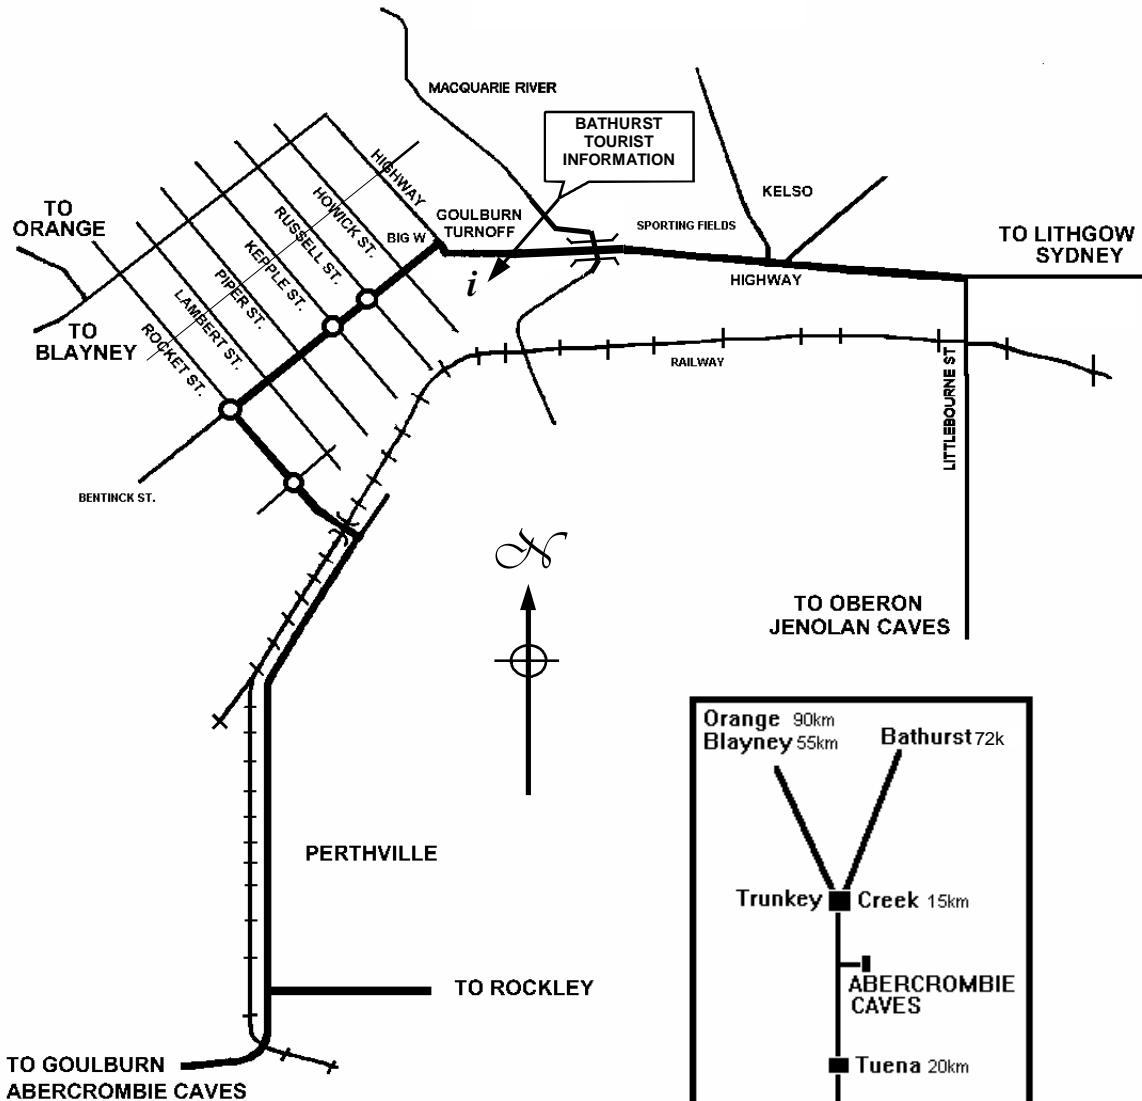 MACQUARIE RIVER
BATHURST
TOURIST
INFORMATION
HIGHWAY
KELSO
TO
ORANGE
HOWICK ST.
GOULBURN
TURNOFF
SPORTING FIELDS
RUSSELL ST.
BIG W
TO LITHGOW
SYDNEY
KEPPLE ST.
i
HIGHWAY
PIPER ST.
LAMBERT ST.
TO
BLAYNEY
ROCKET ST.
RAILWAY
LITTLEBOURNE ST
BENTINCK ST.
N
TO OBERON
JENOLAN CAVES
Orange 90km
Blayney 55km
Bathurst 72k
PERTHVILLE
Trunkey Creek 15km
TO ROCKLEY
ABERCROMBIE
CAVES
TO GOULBURN
ABERCROMBIE CAVES
Tuena 20km